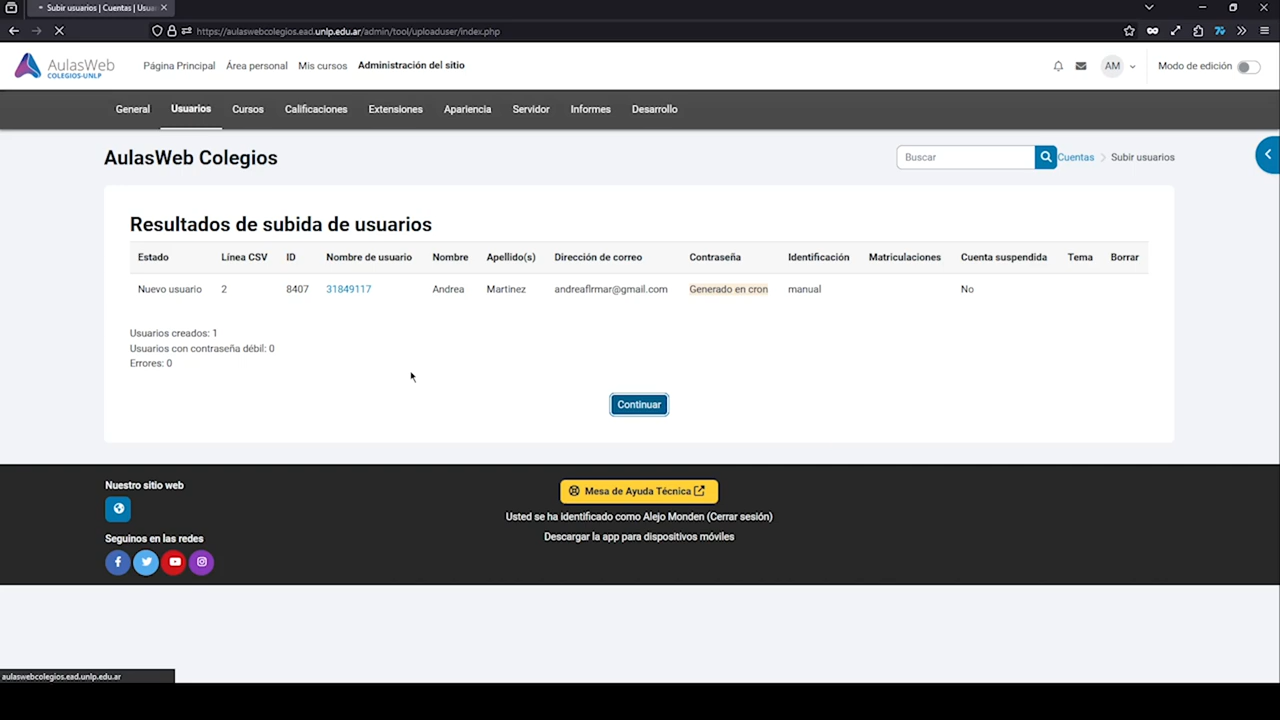 Subir usuarios | Cuentas | Usua
https://aulaswebcolegios.ead.unlp.edu.ar/admin/tool/uploaduser/index.php
AulasWeb
COLEGIOS-UNLP
Página Principal Área personal Mis cursos Administración del sitio
AM
Modo de edición
General Usuarios Cursos Calificaciones Extensiones Apariencia Servidor Informes Desarrollo
AulasWeb Colegios
Buscar
Cuentas > Subir usuarios
Resultados de subida de usuarios
Estado Línea CSV ID Nombre de usuario Nombre Apellido(s) Dirección de correo Contraseña Identificación Matriculaciones Cuenta suspendida Tema Borrar
Nuevo usuario 2 8407 31849117 Andrea Martinez andreaflrmar@gmail.com Generado en cron manual No
Usuarios creados: 1
Usuarios con contraseña débil: 0
Errores: 0
Continuar
Nuestro sitio web
Mesa de Ayuda Técnica
Usted se ha identificado como Alejo Monden (Cerrar sesión)
Seguinos en las redes
Descargar la app para dispositivos móviles
aulaswebcolegios.ead.unlp.edu.ar